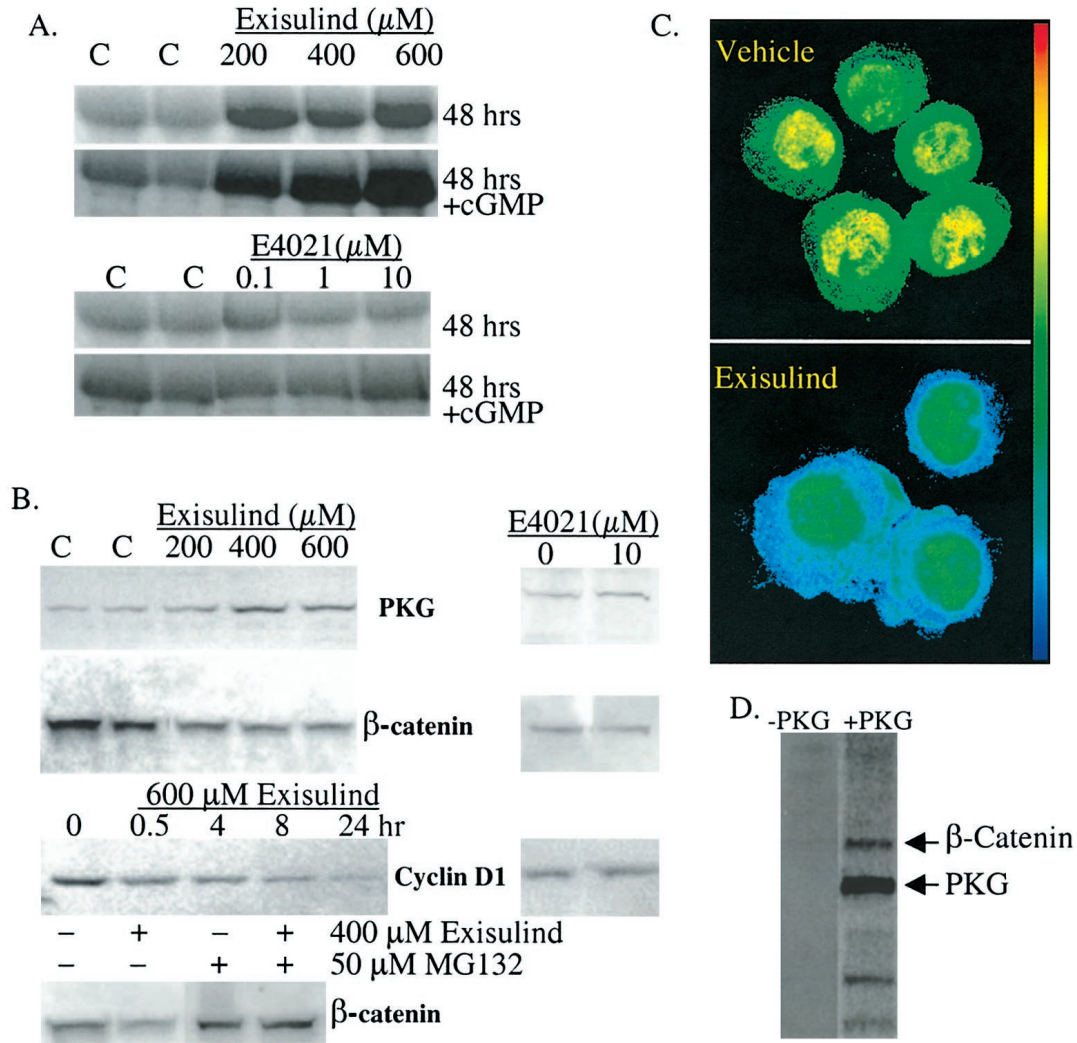 A.
Exisulind (μM)
C C 200 400 600
48 hrs
48 hrs
+cGMP
E4021(μM)
C C 0.1 1 10
48 hrs
48 hrs
+cGMP
B.
Exisulind (μM)
C C 200 400 600
PKG
β-catenin
E4021(μM)
0 10
600 μM Exisulind
0 0.5 4 8 24 hr
Cyclin D1
– + – + 400 μM Exisulind
– – + + 50 μM MG132
β-catenin
C.
Vehicle
Exisulind
D.
-PKG +PKG
β-Catenin
PKG